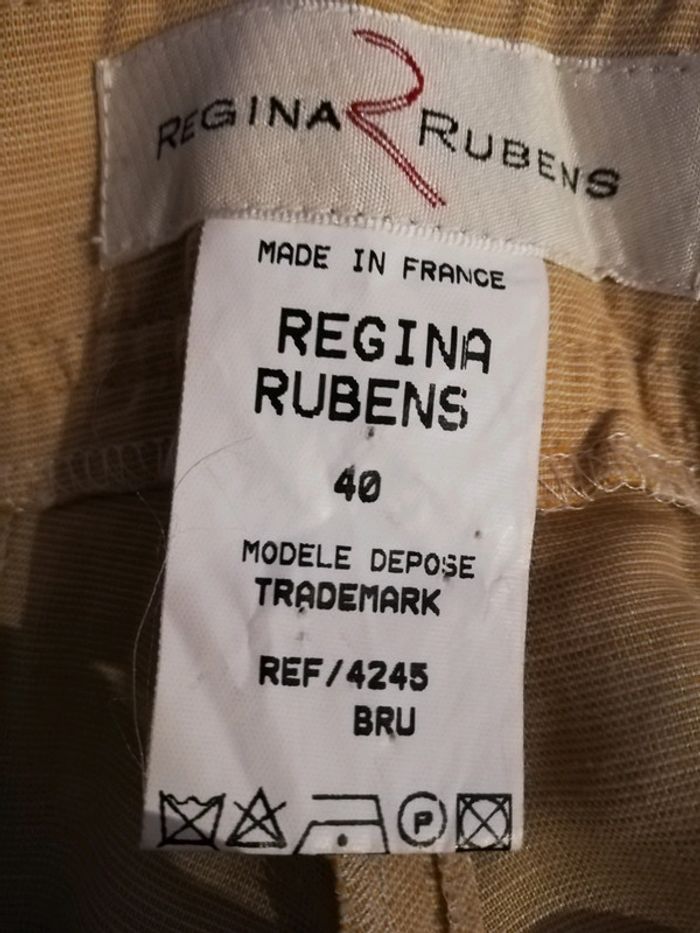 REGINA RUBENS
MADE IN FRANCE
REGINA
RUBENS
40
MODELE DEPOSE
TRADEMARK
REF/4245
BRU
P